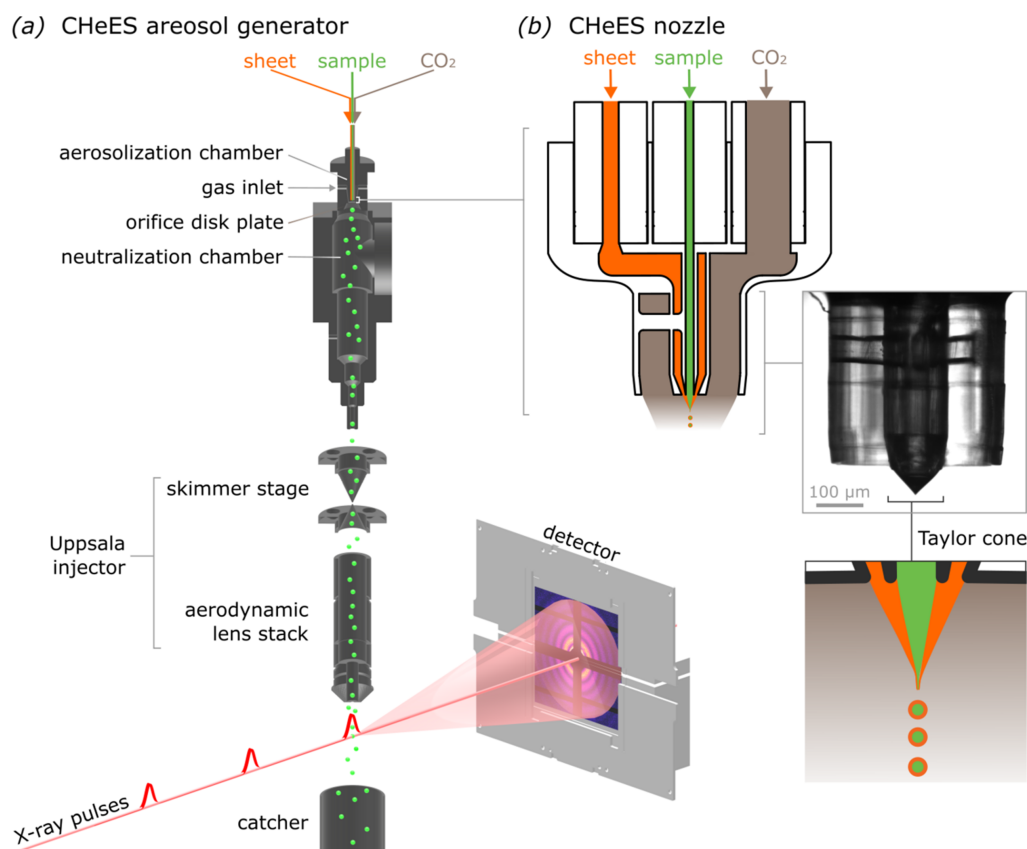 (a) CHeES areosol generator
sheet
sample
CO₂
aerosolization chamber
gas inlet
orifice disk plate
neutralization chamber
skimmer stage
Uppsala
injector
aerodynamic
lens stack
detector
X-ray pulses
catcher
(b) CHeES nozzle
sheet
sample
CO₂
100 μm
Taylor cone